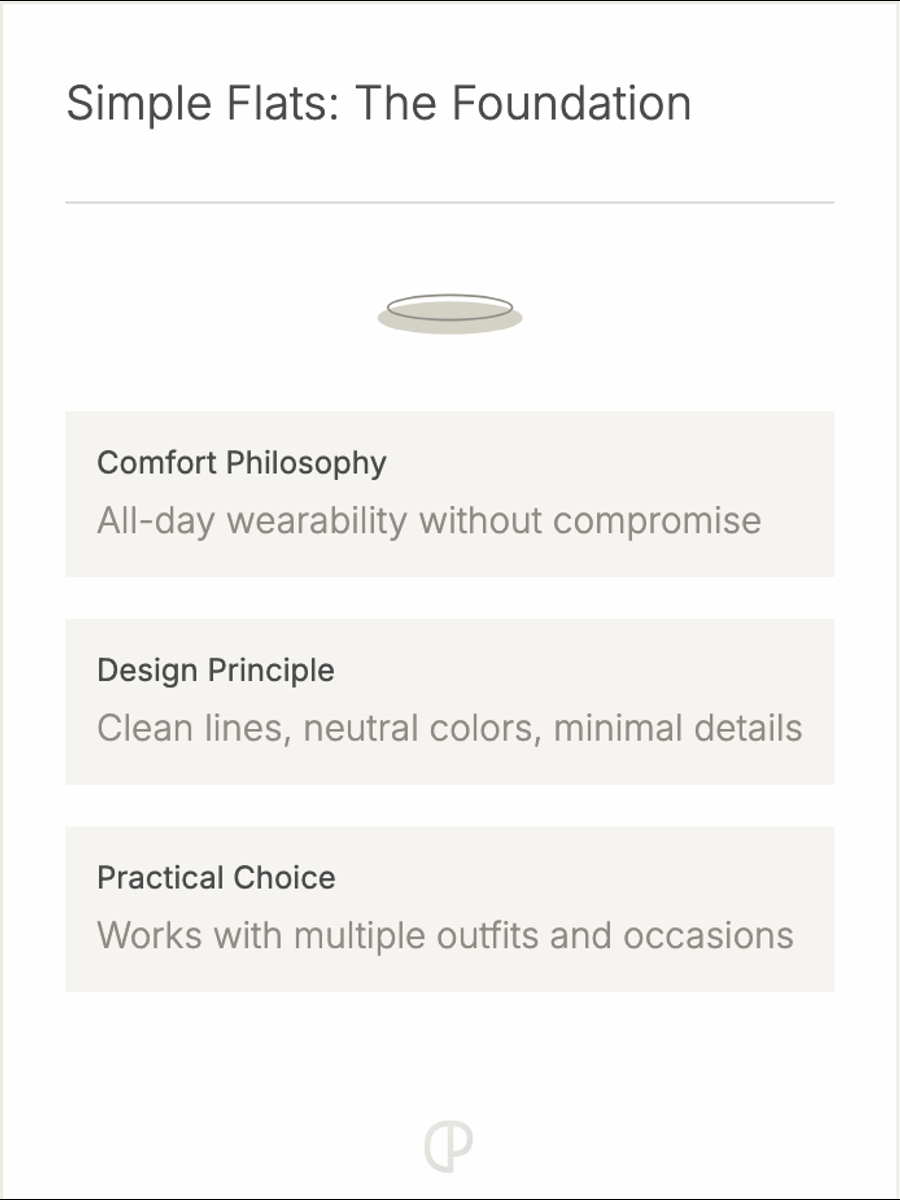 Simple Flats: The Foundation
Comfort Philosophy
All-day wearability without compromise
Design Principle
Clean lines, neutral colors, minimal details
Practical Choice
Works with multiple outfits and occasions